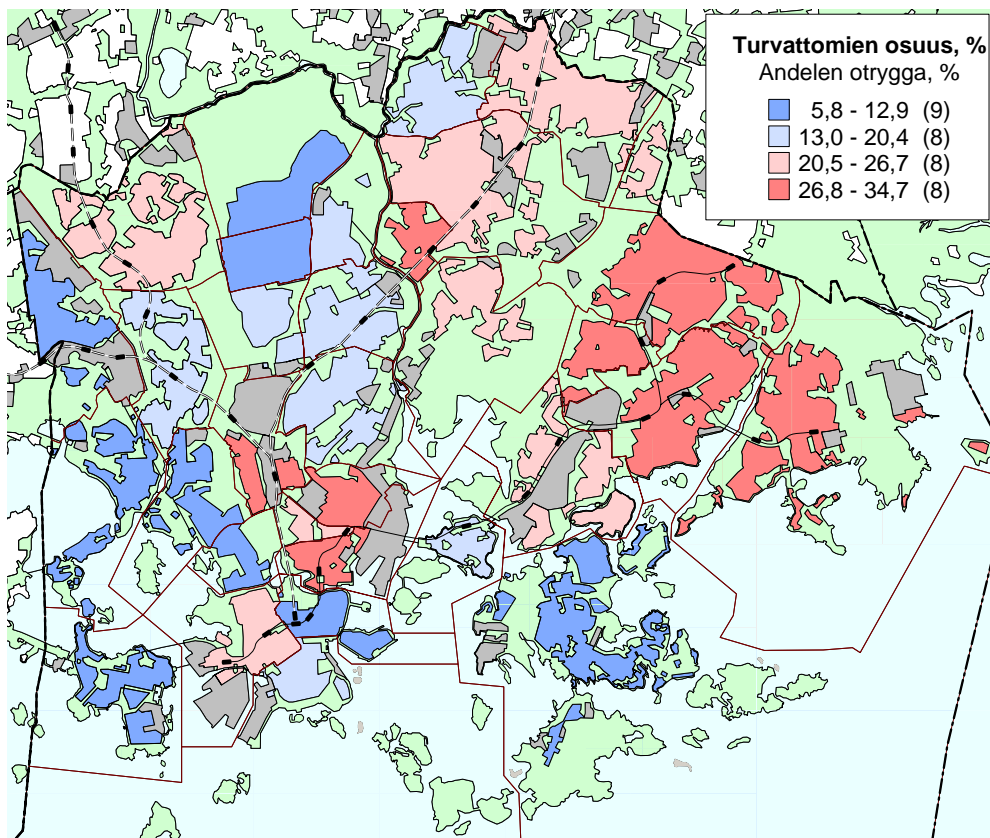 Turvattomien osuus, %
Andelen otrygga, %
5,8 - 12,9 (9)
13,0 - 20,4 (8)
20,5 - 26,7 (8)
26,8 - 34,7 (8)